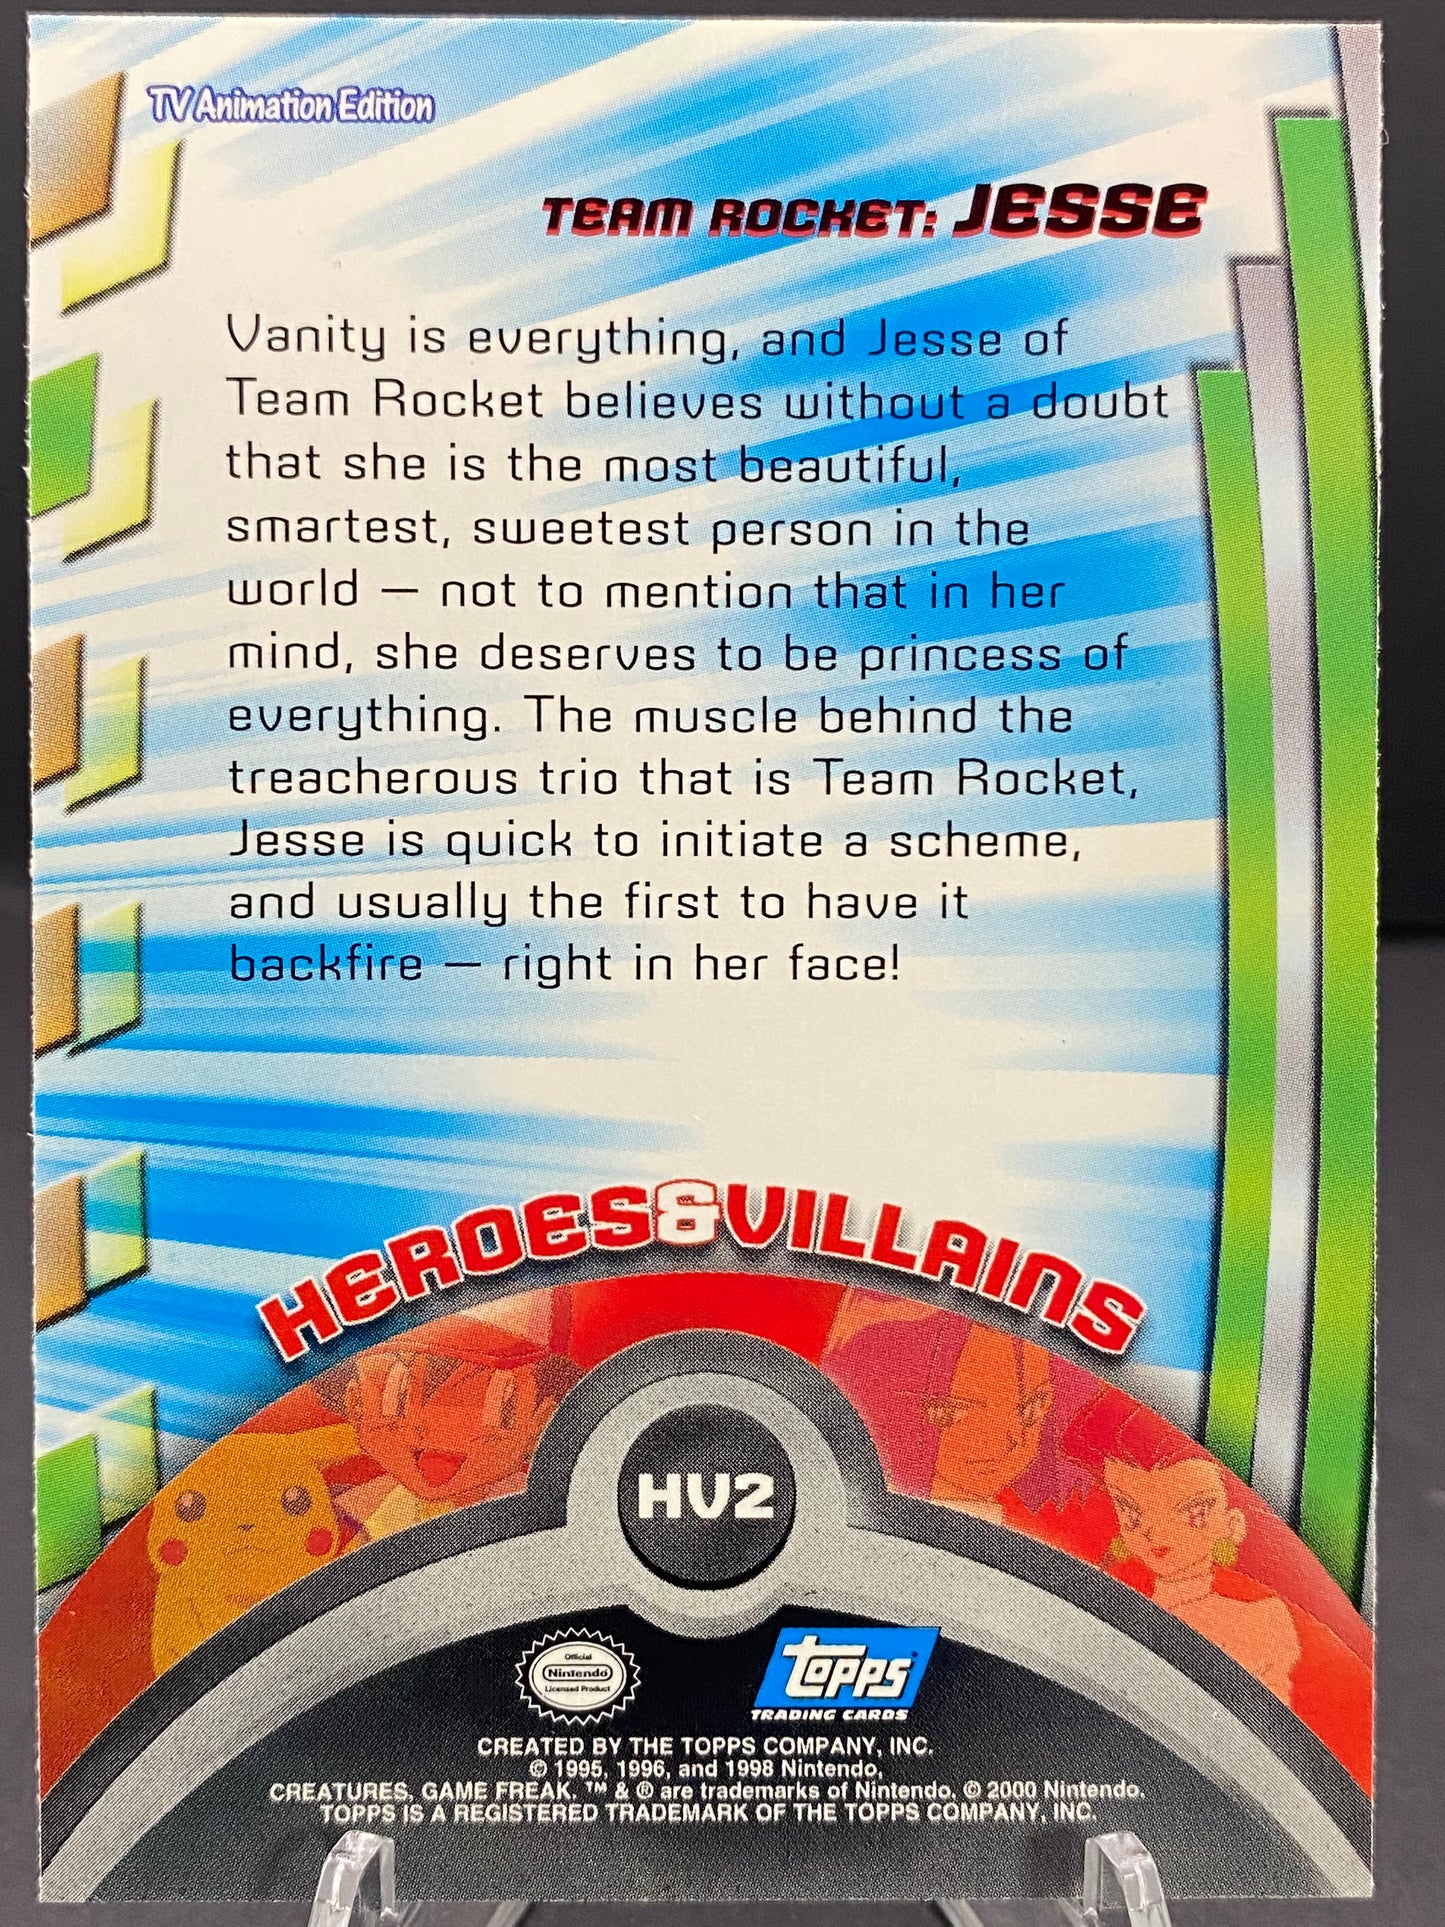 TV Animation Edition
TEAM ROCKET: JESSE
Vanity is everything, and Jesse of
Team Rocket believes without a doubt
that she is the most beautiful,
smartest, sweetest person in the
world — not to mention that in her
mind, she deserves to be princess of
everything. The muscle behind the
treacherous trio that is Team Rocket,
Jesse is quick to initiate a scheme,
and usually the first to have it
backfire — right in her face!
HEROES & VILLAINS
HV2
Official
Nintendo
Licensed Product
topps®
TRADING CARDS
CREATED BY THE TOPPS COMPANY, INC.
© 1995, 1996, and 1998 Nintendo,
CREATURES, GAME FREAK. ™ & ® are trademarks of Nintendo. © 2000 Nintendo.
TOPPS IS A REGISTERED TRADEMARK OF THE TOPPS COMPANY, INC.